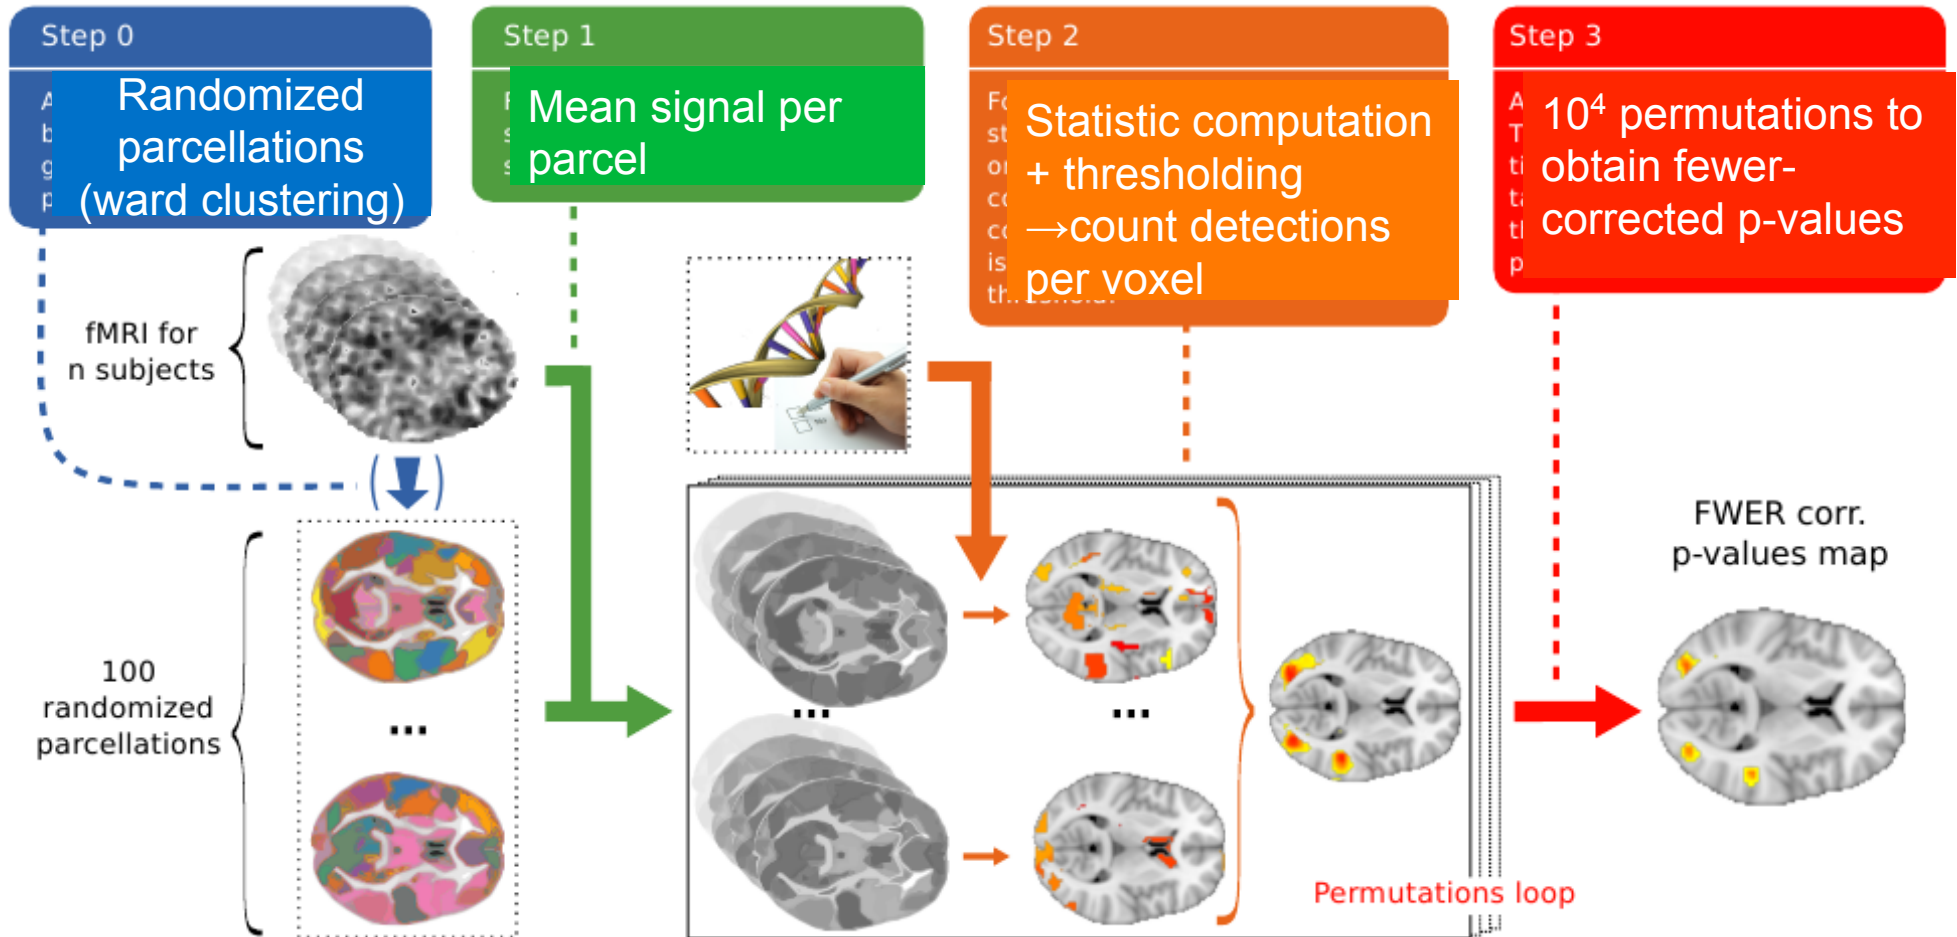 Step 0
Randomized
parcellations
(ward clustering)
Step 1
Mean signal per
parcel
Step 2
Statistic computation
+ thresholding
→count detections
per voxel
Step 3
10⁴ permutations to
obtain fewer-
corrected p-values
fMRI for
n subjects
100
randomized
parcellations
...
...
...
FWER corr.
p-values map
Permutations loop